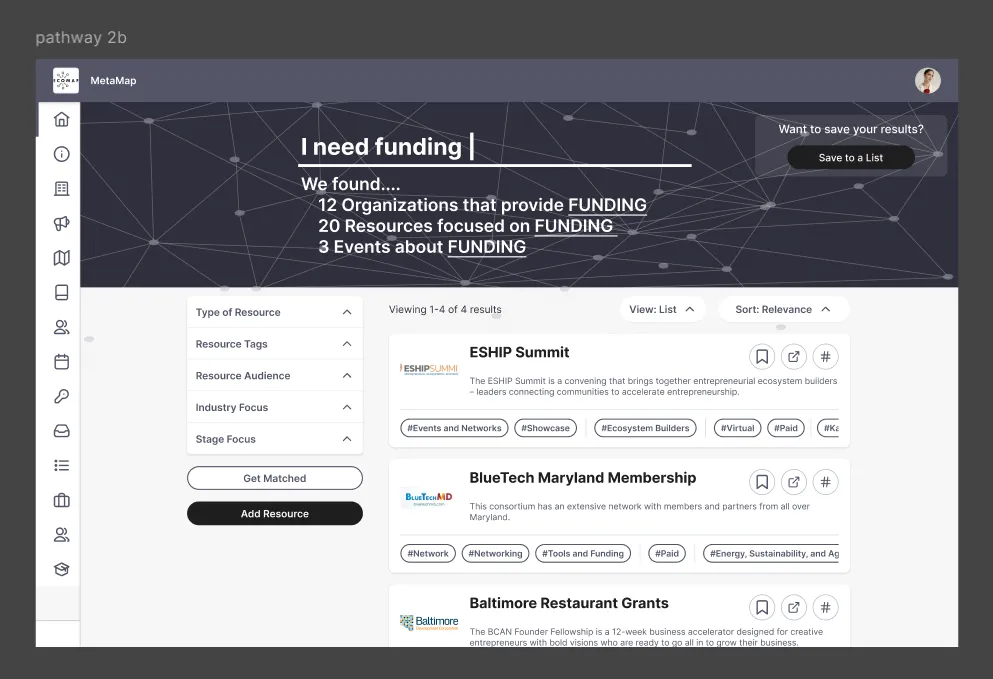 pathway 2b
ECOMAP
MetaMap
I need funding
Want to save your results?
Save to a List
We found....
12 Organizations that provide FUNDING
20 Resources focused on FUNDING
3 Events about FUNDING
Type of Resource
Resource Tags
Resource Audience
Industry Focus
Stage Focus
Get Matched
Add Resource
Viewing 1-4 of 4 results
View: List
Sort: Relevance
ESHIPSUMMI
ESHIP Summit
#
The ESHIP Summit is a convening that brings together entrepreneurial ecosystem builders
– leaders connecting communities to accelerate entrepreneurship.
#Events and Networks
#Showcase
#Ecosystem Builders
#Virtual
#Paid
#Ka
BLUETECHMD
BlueTech Maryland Membership
#
This consortium has an extensive network with members and partners from all over
Maryland.
#Network
#Networking
#Tools and Funding
#Paid
#Energy, Sustainability, and Ag
Baltimore
Baltimore Restaurant Grants
#
The BCAN Founder Fellowship is a 12-week business accelerator designed for creative
entrepreneurs with bold visions who are ready to go all in to grow their business.